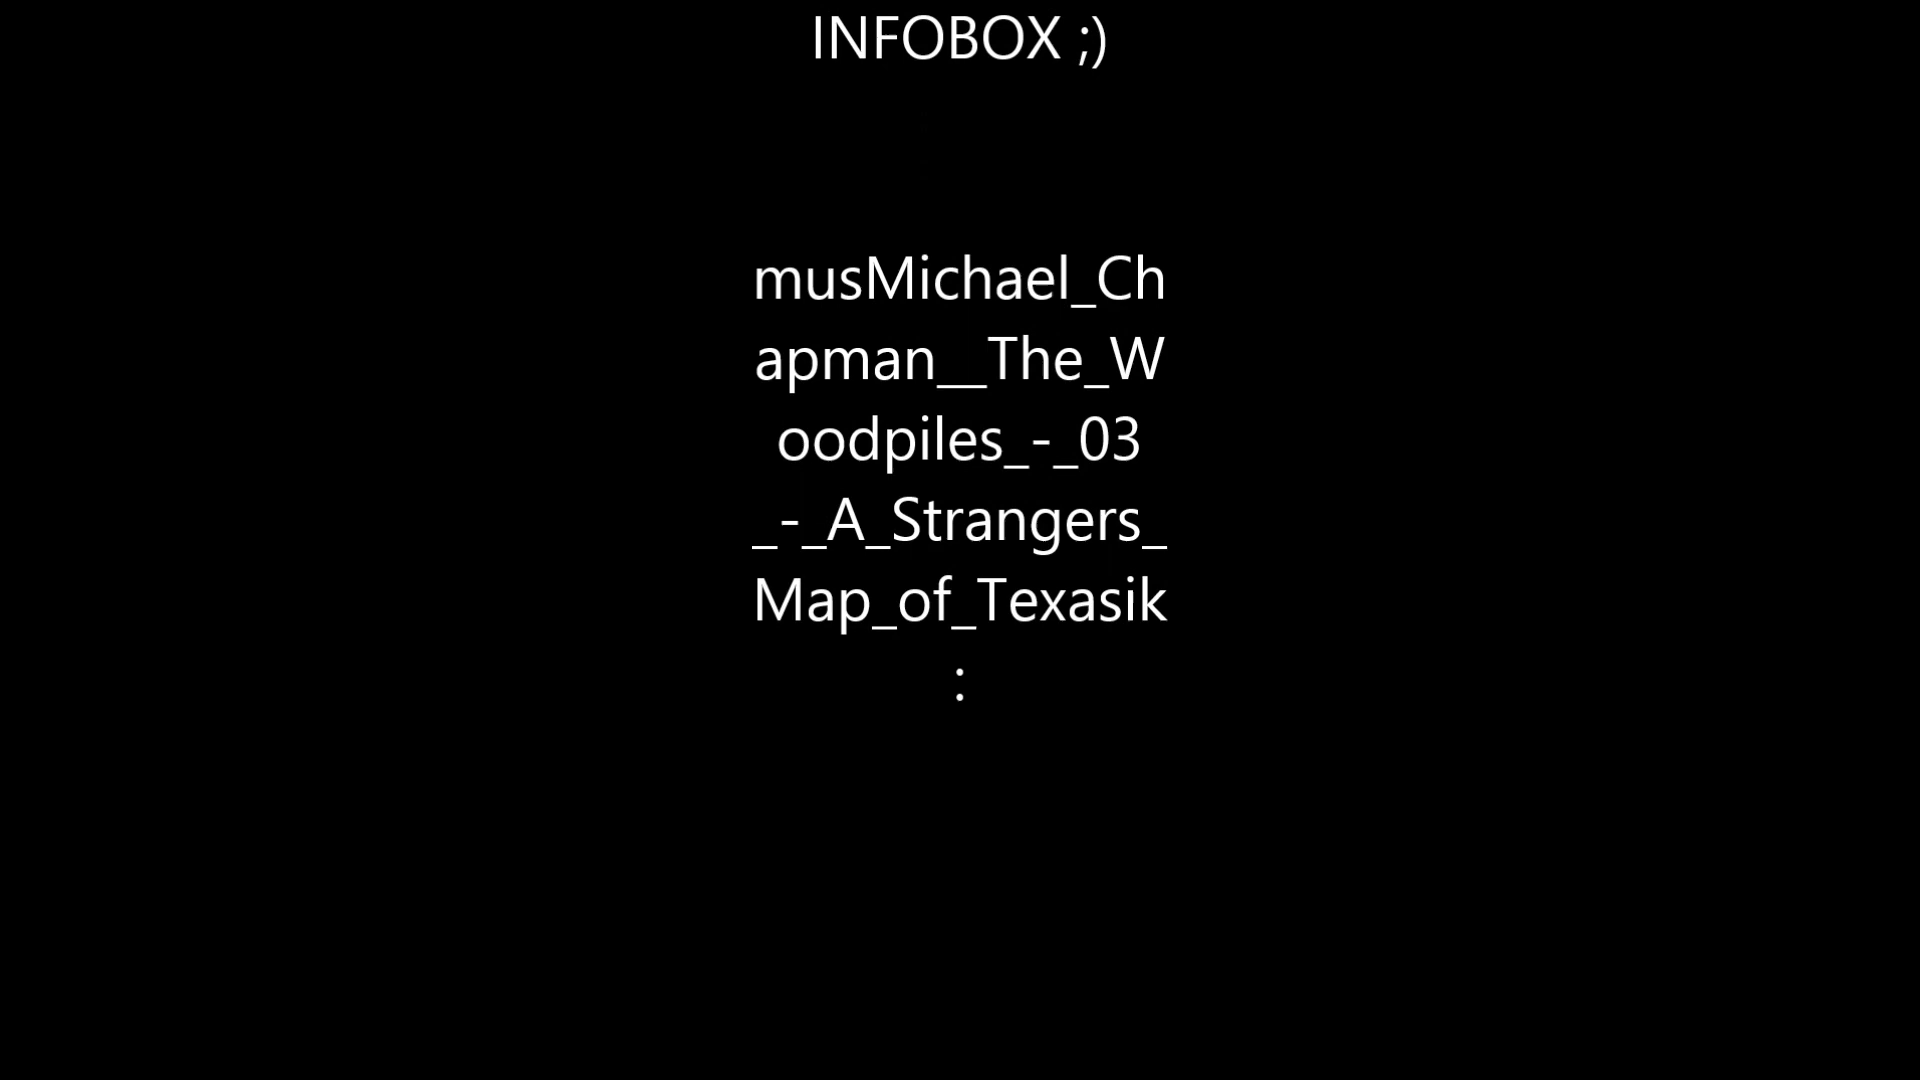 INFOBOX ;)
musMichael_Ch
apman__The_W
oodpiles_-_03
_-_A_Strangers_
Map_of_Texasik
: